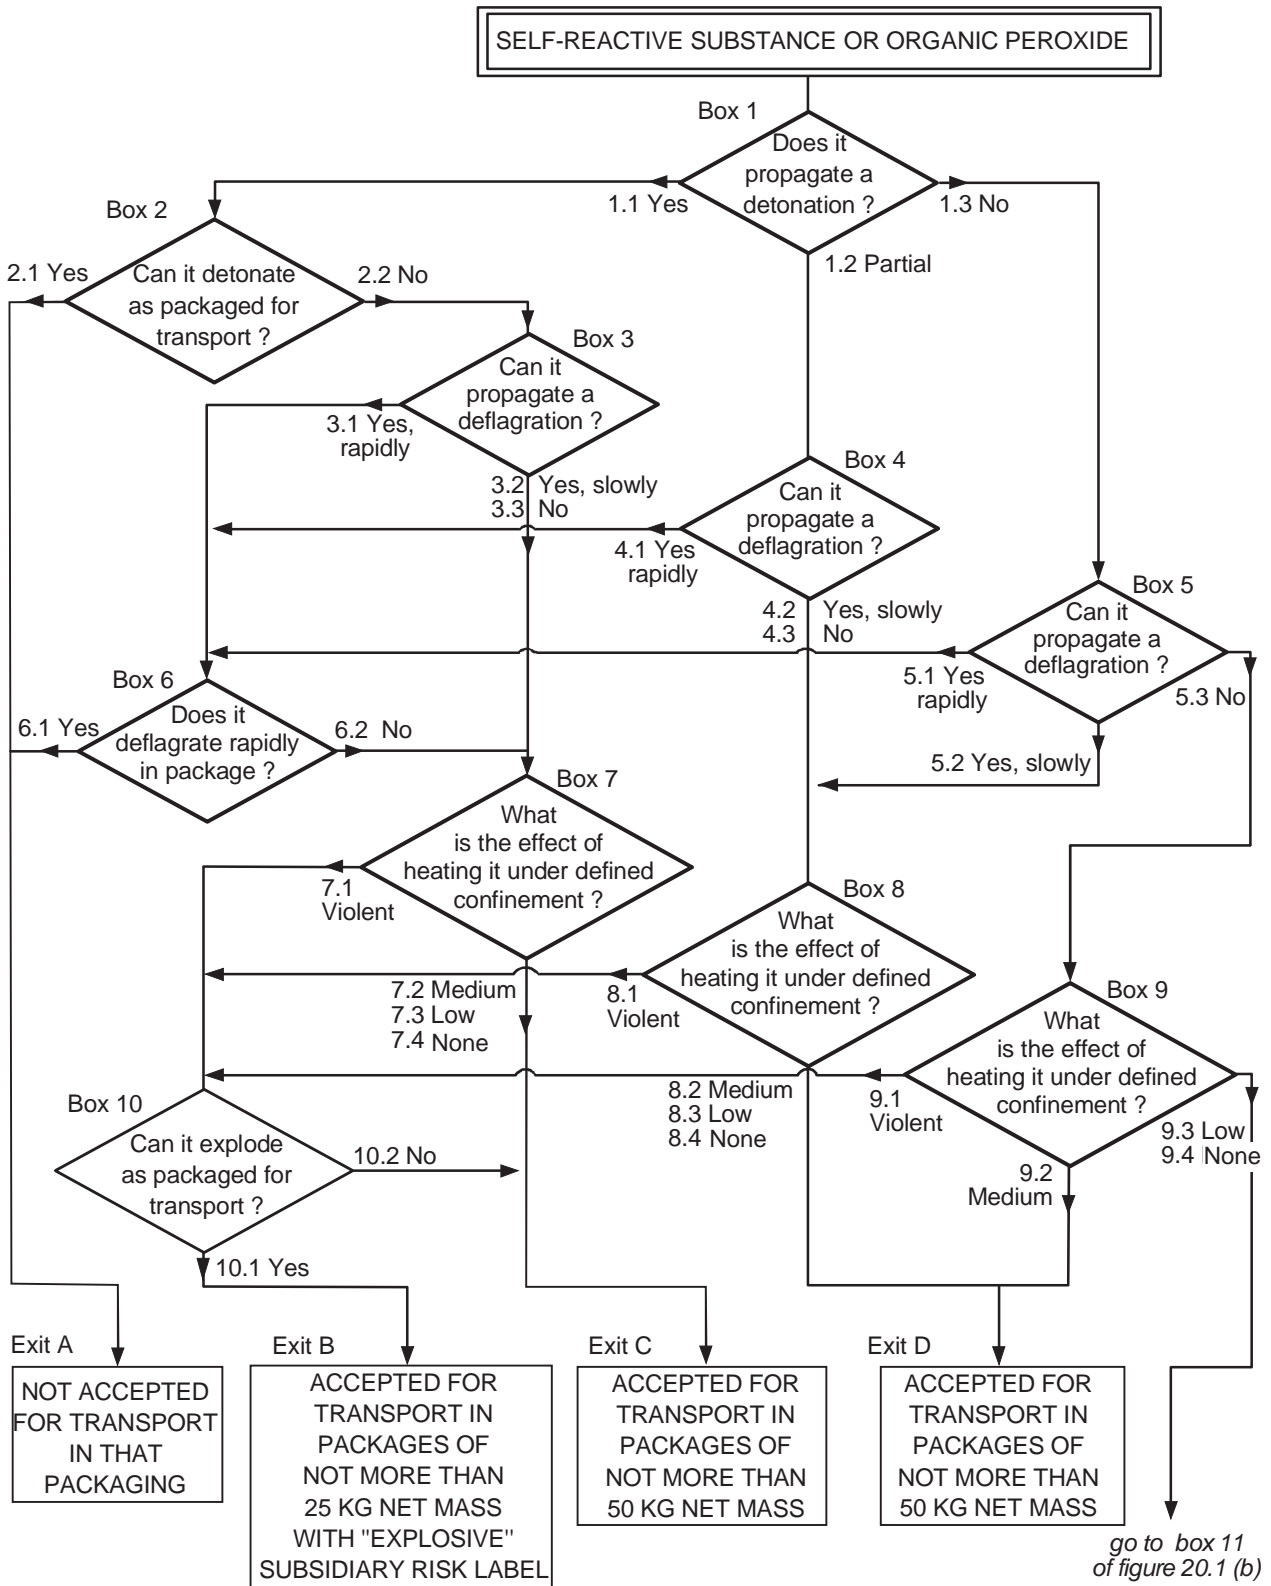 SELF-REACTIVE SUBSTANCE OR ORGANIC PEROXIDE
Box 1
Does it
propagate a
detonation ?
1.1 Yes
1.3 No
1.2 Partial
Box 2
Can it detonate
as packaged for
transport ?
2.1 Yes
2.2 No
Box 3
Can it
propagate a
deflagration ?
3.1 Yes,
rapidly
3.2 Yes, slowly
3.3 No
Box 4
Can it
propagate a
deflagration ?
4.1 Yes
rapidly
4.2 Yes, slowly
4.3 No
Box 5
Can it
propagate a
deflagration ?
5.1 Yes
rapidly
5.3 No
5.2 Yes, slowly
Box 6
Does it
deflagrate rapidly
in package ?
6.1 Yes
6.2 No
Box 7
What
is the effect of
heating it under defined
confinement ?
7.1
Violent
7.2 Medium
7.3 Low
7.4 None
Box 8
What
is the effect of
heating it under defined
confinement ?
8.1
Violent
8.2 Medium
8.3 Low
8.4 None
Box 9
What
is the effect of
heating it under defined
confinement ?
9.1
Violent
9.3 Low
9.4 None
9.2
Medium
Box 10
Can it explode
as packaged for
transport ?
10.2 No
10.1 Yes
Exit A
NOT ACCEPTED
FOR TRANSPORT
IN THAT
PACKAGING
Exit B
ACCEPTED FOR
TRANSPORT IN
PACKAGES OF
NOT MORE THAN
25 KG NET MASS
WITH "EXPLOSIVE"
SUBSIDIARY RISK LABEL
Exit C
ACCEPTED FOR
TRANSPORT IN
PACKAGES OF
NOT MORE THAN
50 KG NET MASS
Exit D
ACCEPTED FOR
TRANSPORT IN
PACKAGES OF
NOT MORE THAN
50 KG NET MASS
go to box 11
of figure 20.1 (b)